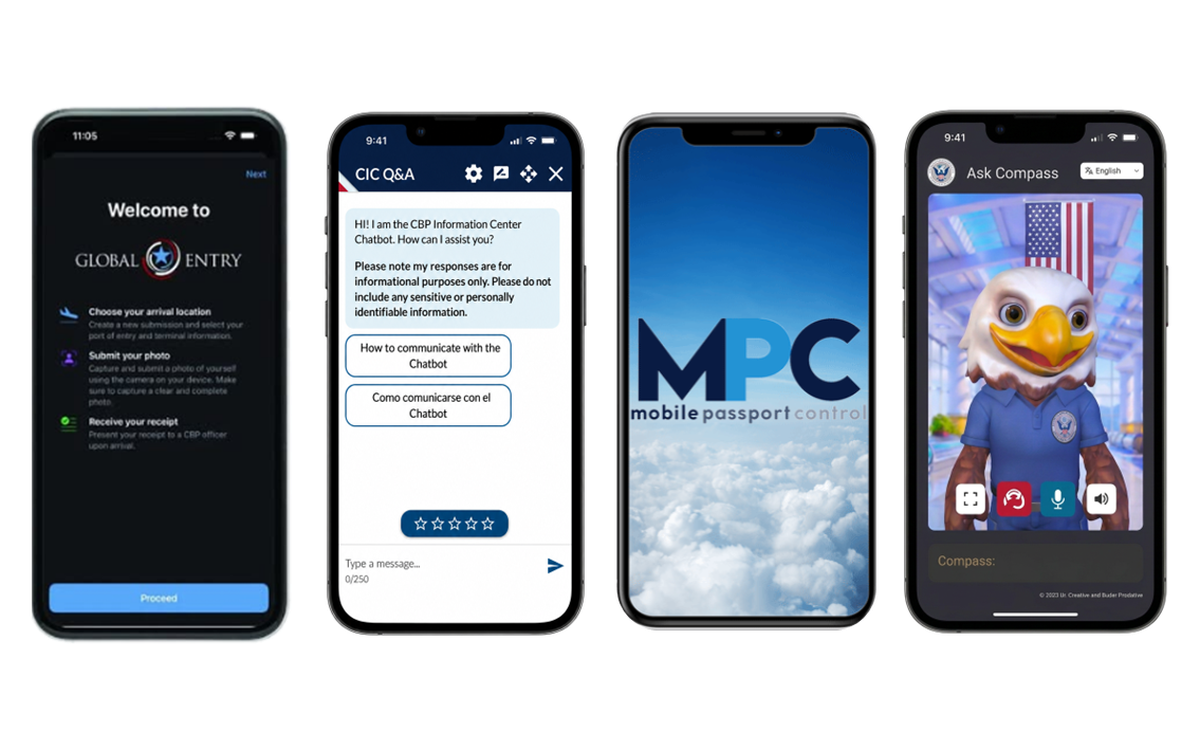 11:05
Next
Welcome to
GLOBAL ENTRY
Choose your arrival location
Create a new submission and select your
port of entry and terminal information.
Submit your photo
Capture and submit a photo of yourself
using the camera on your device. Make
sure to capture a clear and complete
photo.
Receive your receipt
Present your receipt to a CBP officer
upon arrival.
Proceed
9:41
CIC Q&A
HI! I am the CBP Information Center
Chatbot. How can I assist you?
Please note my responses are for
informational purposes only. Please do not
include any sensitive or personally
identifiable information.
How to communicate with the
Chatbot
Como comunicarse con el
Chatbot
Type a message...
0/250
MPC
mobile passport control
9:41
Ask Compass
English
Compass:
© 2023 Ur. Creative and Buder Prodative